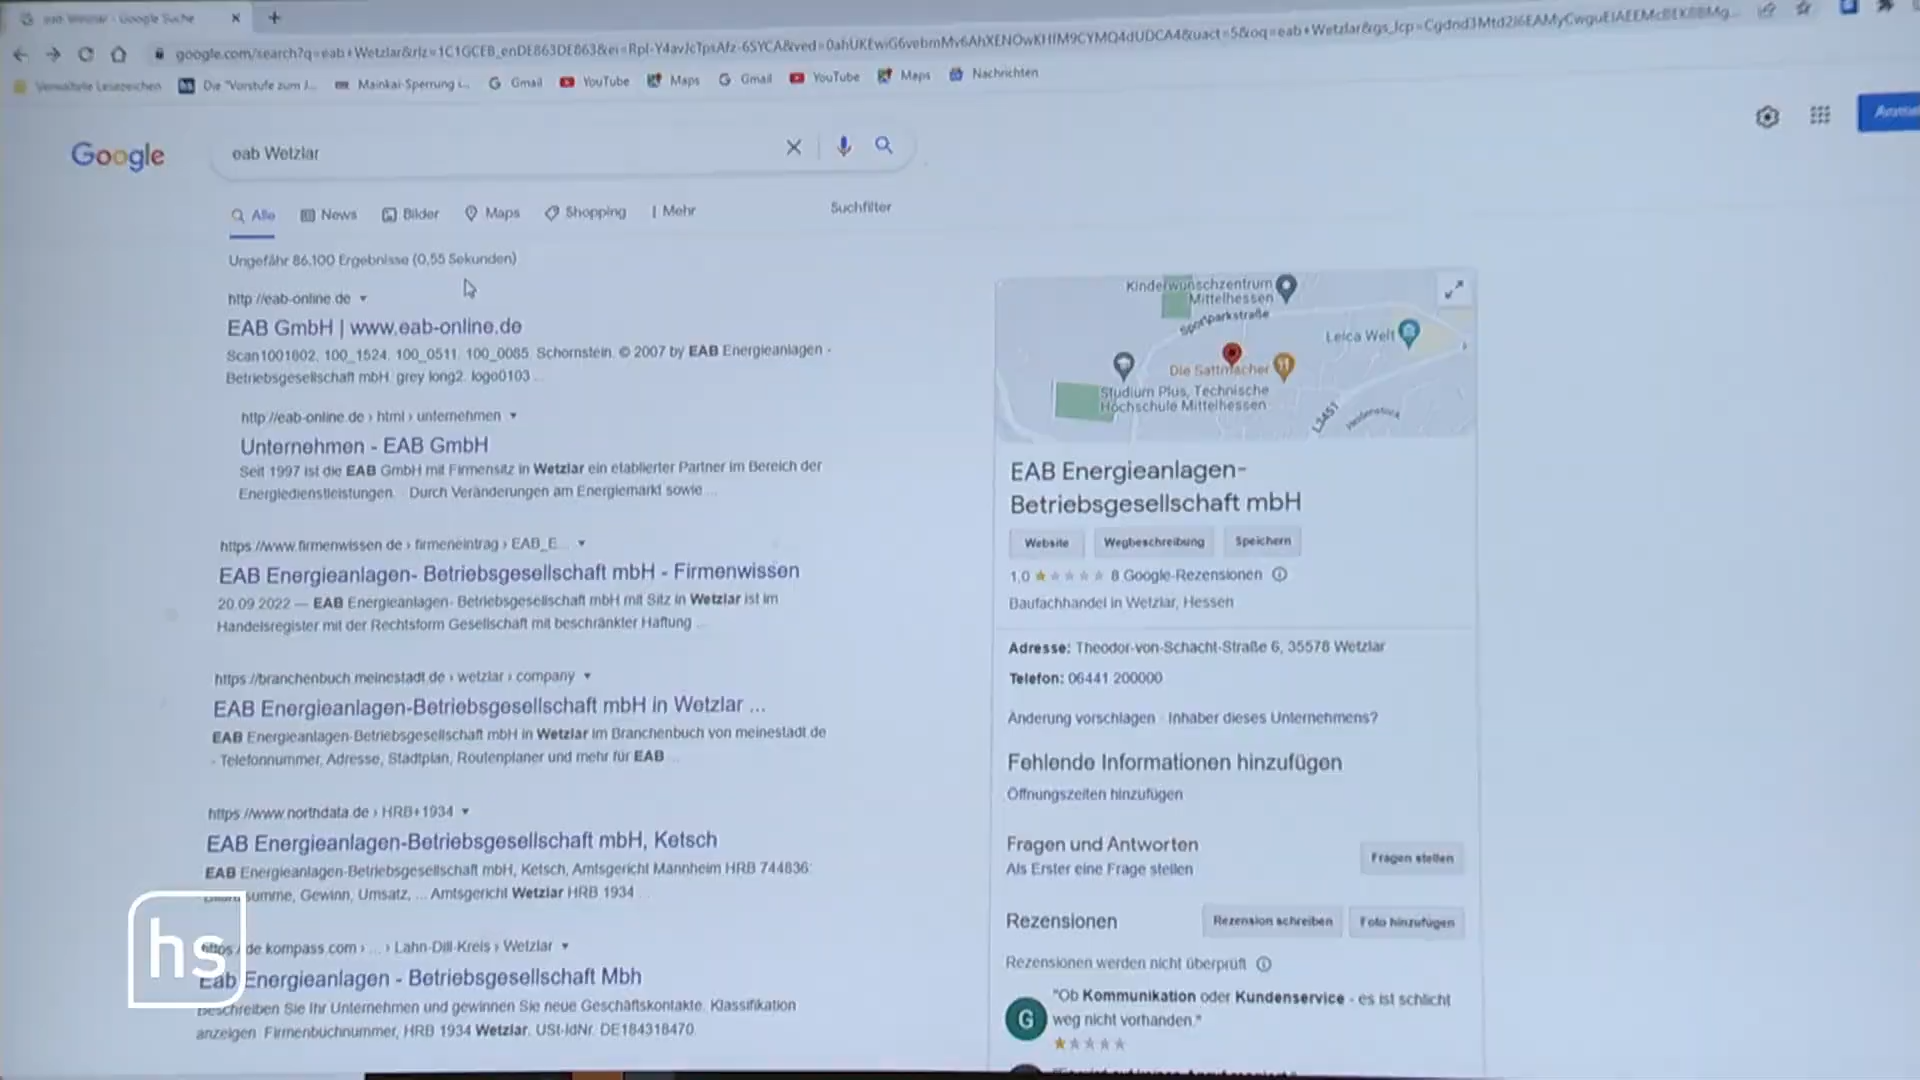 eab Wetzlar - Google Suche
google.com/search?q=eab+Wetzlar&rlz=1C1GCEB_enDE863DE863&ei=
Verwaltete Lesezeichen Die "Vorstufe zum J... Mainkai-Sperrung i... Gmail YouTube Maps Gmail YouTube Maps Nachrichten
Google
eab Wetzlar
Alle News Bilder Maps Shopping Mehr Suchfilter
Ungefähr 86.100 Ergebnisse (0,55 Sekunden)
http://eab-online.de
EAB GmbH | www.eab-online.de
Scan1001602. 100_1524. 100_0511. 100_0085. Schornstein. © 2007 by EAB Energieanlagen -
Betriebsgesellschaft mbH. grey long2. logo0103 ...
http://eab-online.de › html › unternehmen
Unternehmen - EAB GmbH
Seit 1997 ist die EAB GmbH mit Firmensitz in Wetzlar ein etablierter Partner im Bereich der
Energiedienstleistungen. Durch Veränderungen am Energiemarkt sowie ...
https://www.firmenwissen.de › firmeneintrag › EAB_E...
EAB Energieanlagen- Betriebsgesellschaft mbH - Firmenwissen
20.09.2022 — EAB Energieanlagen- Betriebsgesellschaft mbH mit Sitz in Wetzlar ist im
Handelsregister mit der Rechtsform Gesellschaft mit beschränkter Haftung ...
https://branchenbuch.meinestadt.de › wetzlar › company
EAB Energieanlagen-Betriebsgesellschaft mbH in Wetzlar ...
EAB Energieanlagen-Betriebsgesellschaft mbH in Wetzlar im Branchenbuch von meinestadt.de
- Telefonnummer, Adresse, Stadtplan, Routenplaner und mehr für EAB ...
https://www.northdata.de › HRB+1934
EAB Energieanlagen-Betriebsgesellschaft mbH, Ketsch
EAB Energieanlagen-Betriebsgesellschaft mbH, Ketsch, Amtsgericht Mannheim HRB 744836:
summe, Gewinn, Umsatz, ... Amtsgericht Wetzlar HRB 1934 ...
https://de.kompass.com › ... › Lahn-Dill-Kreis › Wetzlar
Eab Energieanlagen - Betriebsgesellschaft Mbh
Beschreiben Sie Ihr Unternehmen und gewinnen Sie neue Geschäftskontakte. Klassifikation
anzeigen. Firmenbuchnummer, HRB 1934 Wetzlar. USt-IdNr. DE184318470.
hs
Kinderwunschzentrum
Mittelhessen
Sportparkstraße
Leica Welt
Die Sattmacher
Studium Plus, Technische
Hochschule Mittelhessen
L3451
EAB Energieanlagen-
Betriebsgesellschaft mbH
Website Wegbeschreibung Speichern
1,0 8 Google-Rezensionen
Baufachhandel in Wetzlar, Hessen
Adresse: Theodor-von-Schacht-Straße 6, 35578 Wetzlar
Telefon: 06441 200000
Änderung vorschlagen · Inhaber dieses Unternehmens?
Fehlende Informationen hinzufügen
Öffnungszeiten hinzufügen
Fragen und Antworten
Als Erster eine Frage stellen
Fragen stellen
Rezensionen
Rezension schreiben Foto hinzufügen
Rezensionen werden nicht überprüft
G
"Ob Kommunikation oder Kundenservice - es ist schlicht
weg nicht vorhanden."